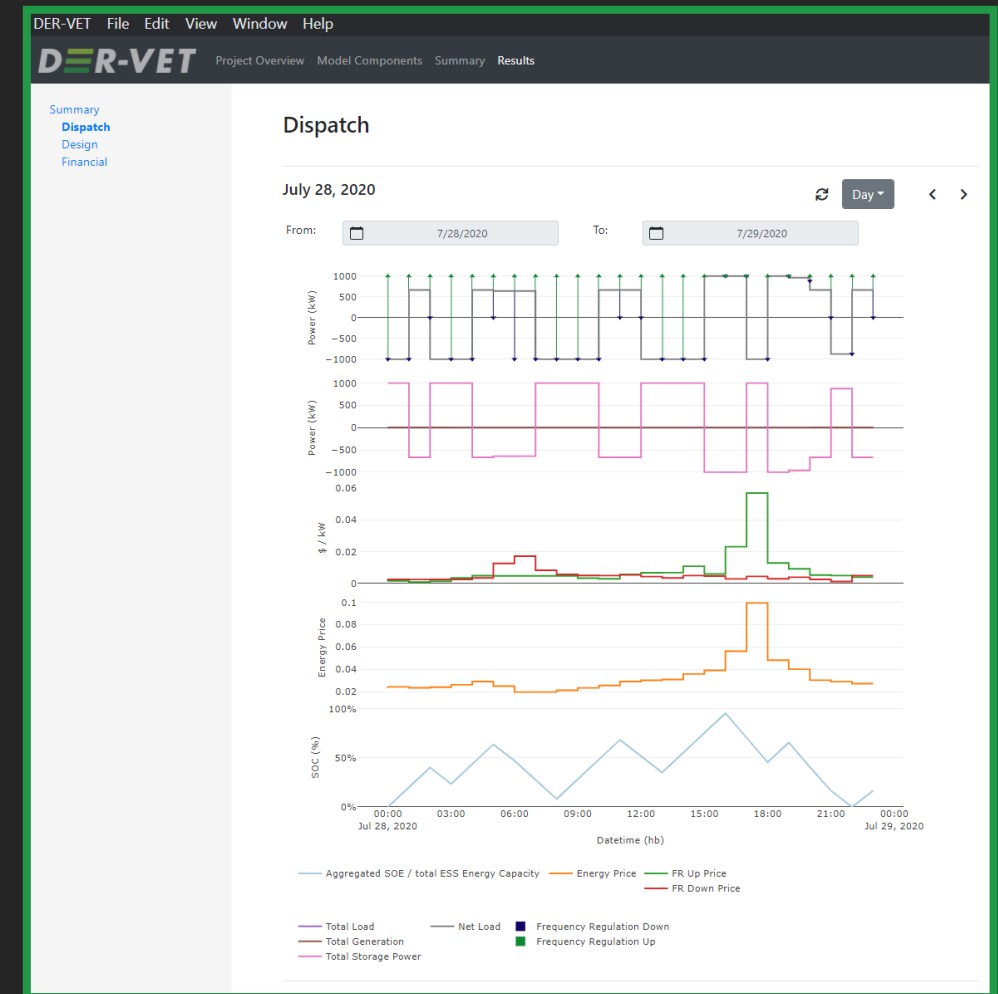 DER-VET File Edit View Window Help
DER-VET Project Overview Model Components Summary Results
Summary
Dispatch
Design
Financial
Dispatch
July 28, 2020
Day
From: 7/28/2020 To: 7/29/2020
Power (kW)
1000
500
0
−500
−1000
Power (kW)
1000
500
0
−500
−1000
$ / kW
0.06
0.04
0.02
0
Energy Price
0.1
0.08
0.06
0.04
0.02
SOC (%)
100%
50%
0%
00:00 03:00 06:00 09:00 12:00 15:00 18:00 21:00 00:00
Jul 28, 2020 Jul 29, 2020
Datetime (hb)
Aggregated SOE / total ESS Energy Capacity Energy Price FR Up Price
FR Down Price
Total Load Net Load Frequency Regulation Down
Total Generation Frequency Regulation Up
Total Storage Power